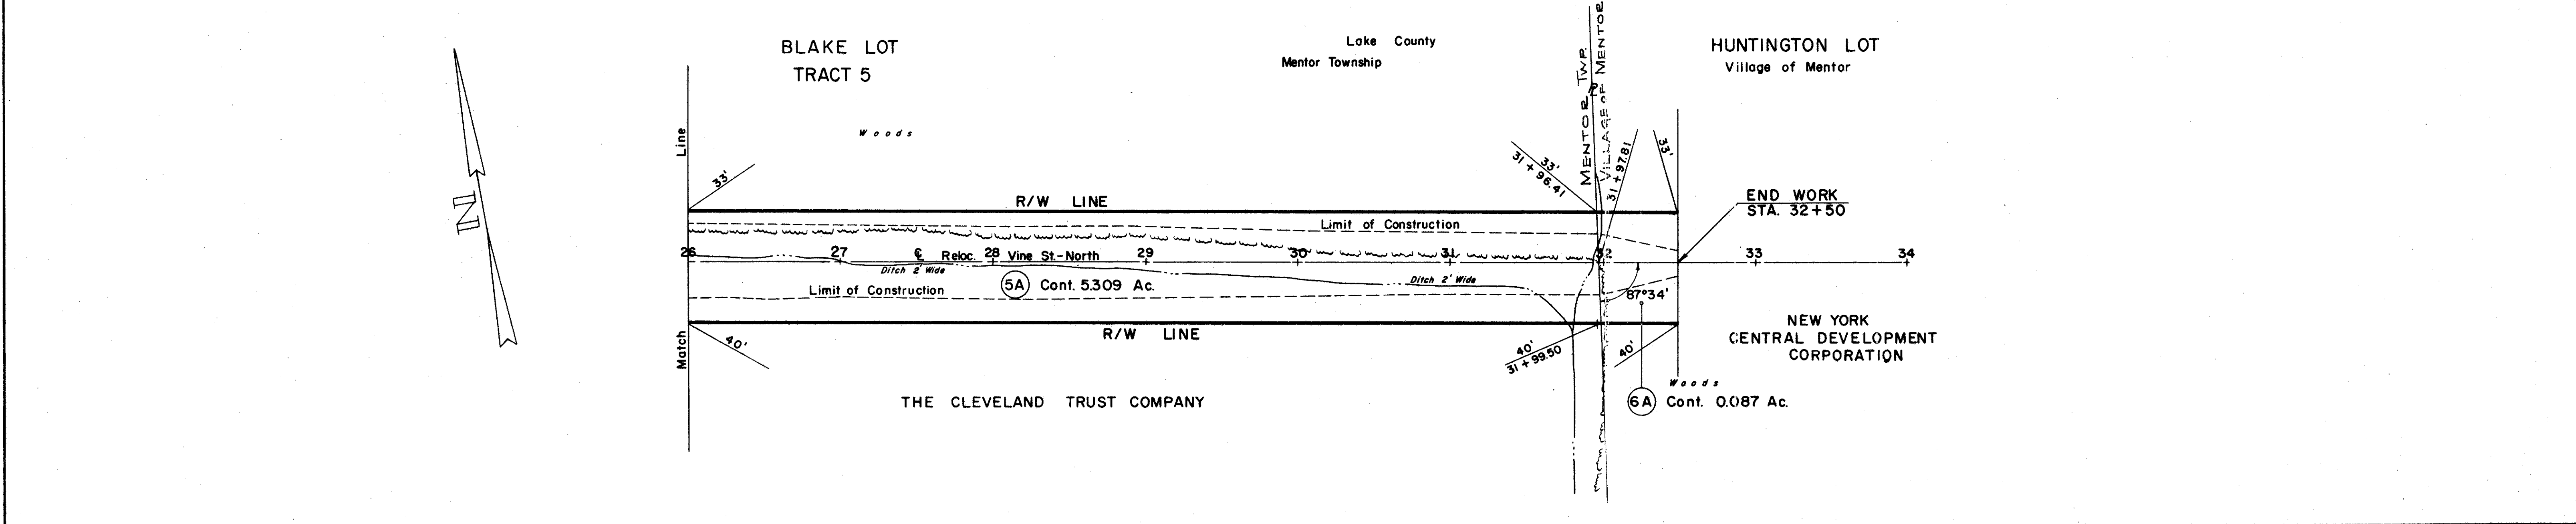 BLAKE LOT
TRACT 5
Lake County
Mentor Township
MENTOR TWP.
VILLAGE OF MENTOR
HUNTINGTON LOT
Village of Mentor
Woods
Line
33'
33'
31 + 96.41
31 + 97.81
33'
N
R/W LINE
END WORK
STA. 32+50
Limit of Construction
26 27 28 29 30 31 32 33 34
℄ Reloc. Vine St.-North
Ditch 2' Wide
Ditch 2' Wide
5A Cont. 5.309 Ac.
Limit of Construction
87°34'
R/W LINE
Match
40'
40'
31 + 99.50
40'
NEW YORK
CENTRAL DEVELOPMENT
CORPORATION
Woods
THE CLEVELAND TRUST COMPANY
6A Cont. 0.087 Ac.